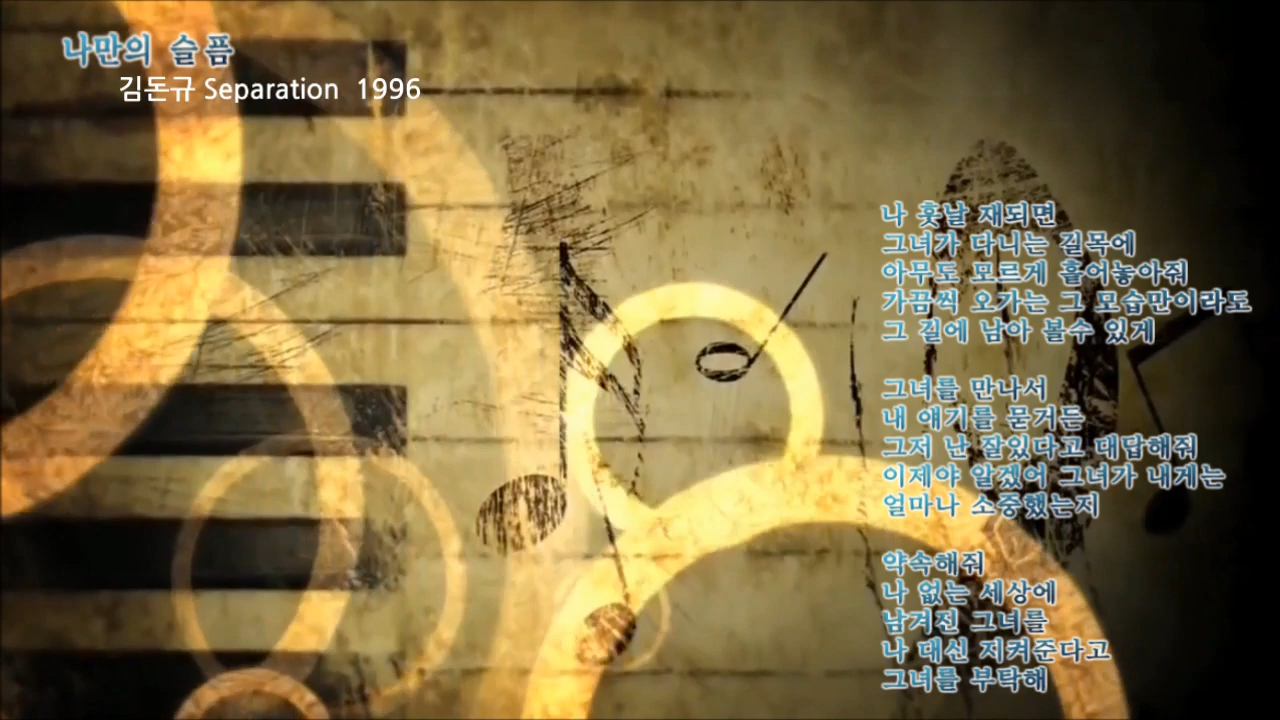 나만의 슬픔
김돈규 Separation 1996
나 훗날 재되면
그녀가 다니는 길목에
아무도 모르게 흩어놓아줘
가끔씩 오가는 그 모습만이라도
그 길에 남아 볼수 있게
그녀를 만나서
내 얘기를 묻거든
그저 난 잘있다고 대답해줘
이제야 알겠어 그녀가 내게는
얼마나 소중했는지
약속해줘
나 없는 세상에
남겨진 그녀를
나 대신 지켜준다고
그녀를 부탁해